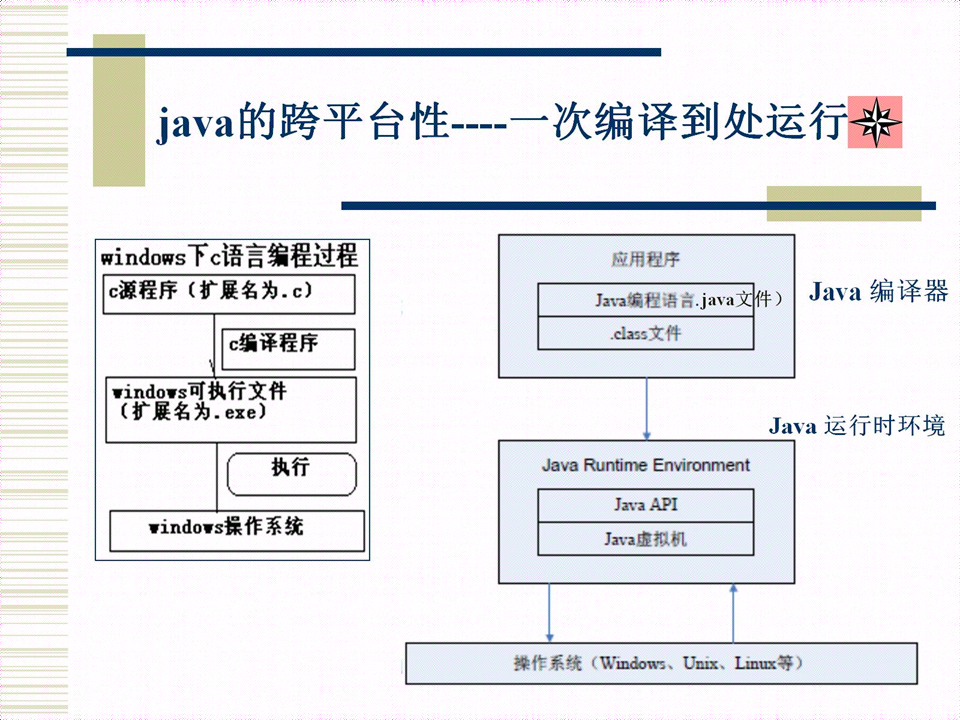 java的跨平台性----一次编译到处运行
windows下c语言编程过程
c源程序（扩展名为.c）
c编译程序
windows可执行文件
（扩展名为.exe）
执行
windows操作系统
应用程序
Java编程语言.java文件）
.class文件
Java 编译器
Java 运行时环境
Java Runtime Environment
Java API
Java虚拟机
操作系统（Windows、Unix、Linux等）